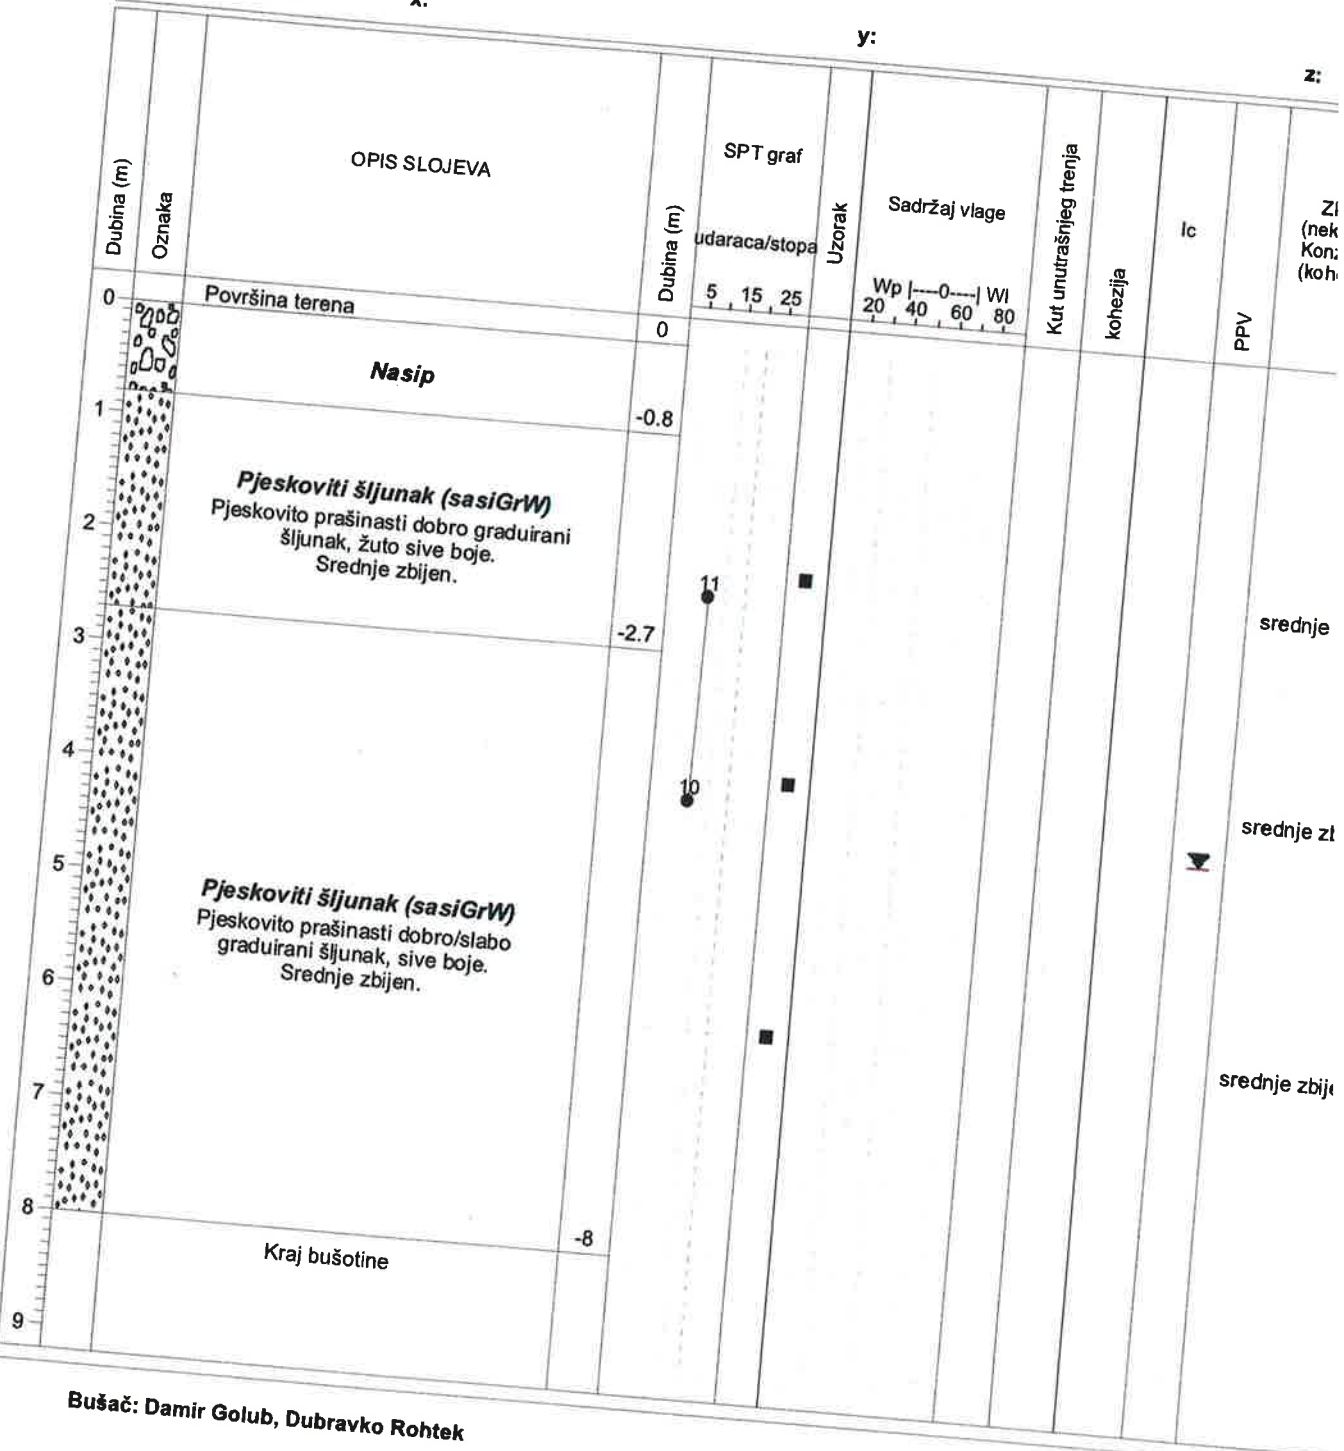 x:
y:
z:
Dubina (m)
Oznaka
OPIS SLOJEVA
Dubina (m)
SPT graf
udaraca/stopa
5 15 25
Uzorak
Sadržaj vlage
Wp |----0----| Wl
20 40 60 80
Kut unutrašnjeg trenja
kohezija
Ic
PPV
(nek
(koh
0
Površina terena
0
Nasip
1
-0.8
Pjeskoviti šljunak (sasiGrW)
Pjeskovito prašinasti dobro graduirani
šljunak, žuto sive boje.
Srednje zbijen.
2
11
srednje
3
-2.7
4
10
srednje
5
Pjeskoviti šljunak (sasiGrW)
Pjeskovito prašinasti dobro/slabo
graduirani šljunak, sive boje.
Srednje zbijen.
6
7
srednje zbij
8
-8
Kraj bušotine
9
Bušač: Damir Golub, Dubravko Rohtek